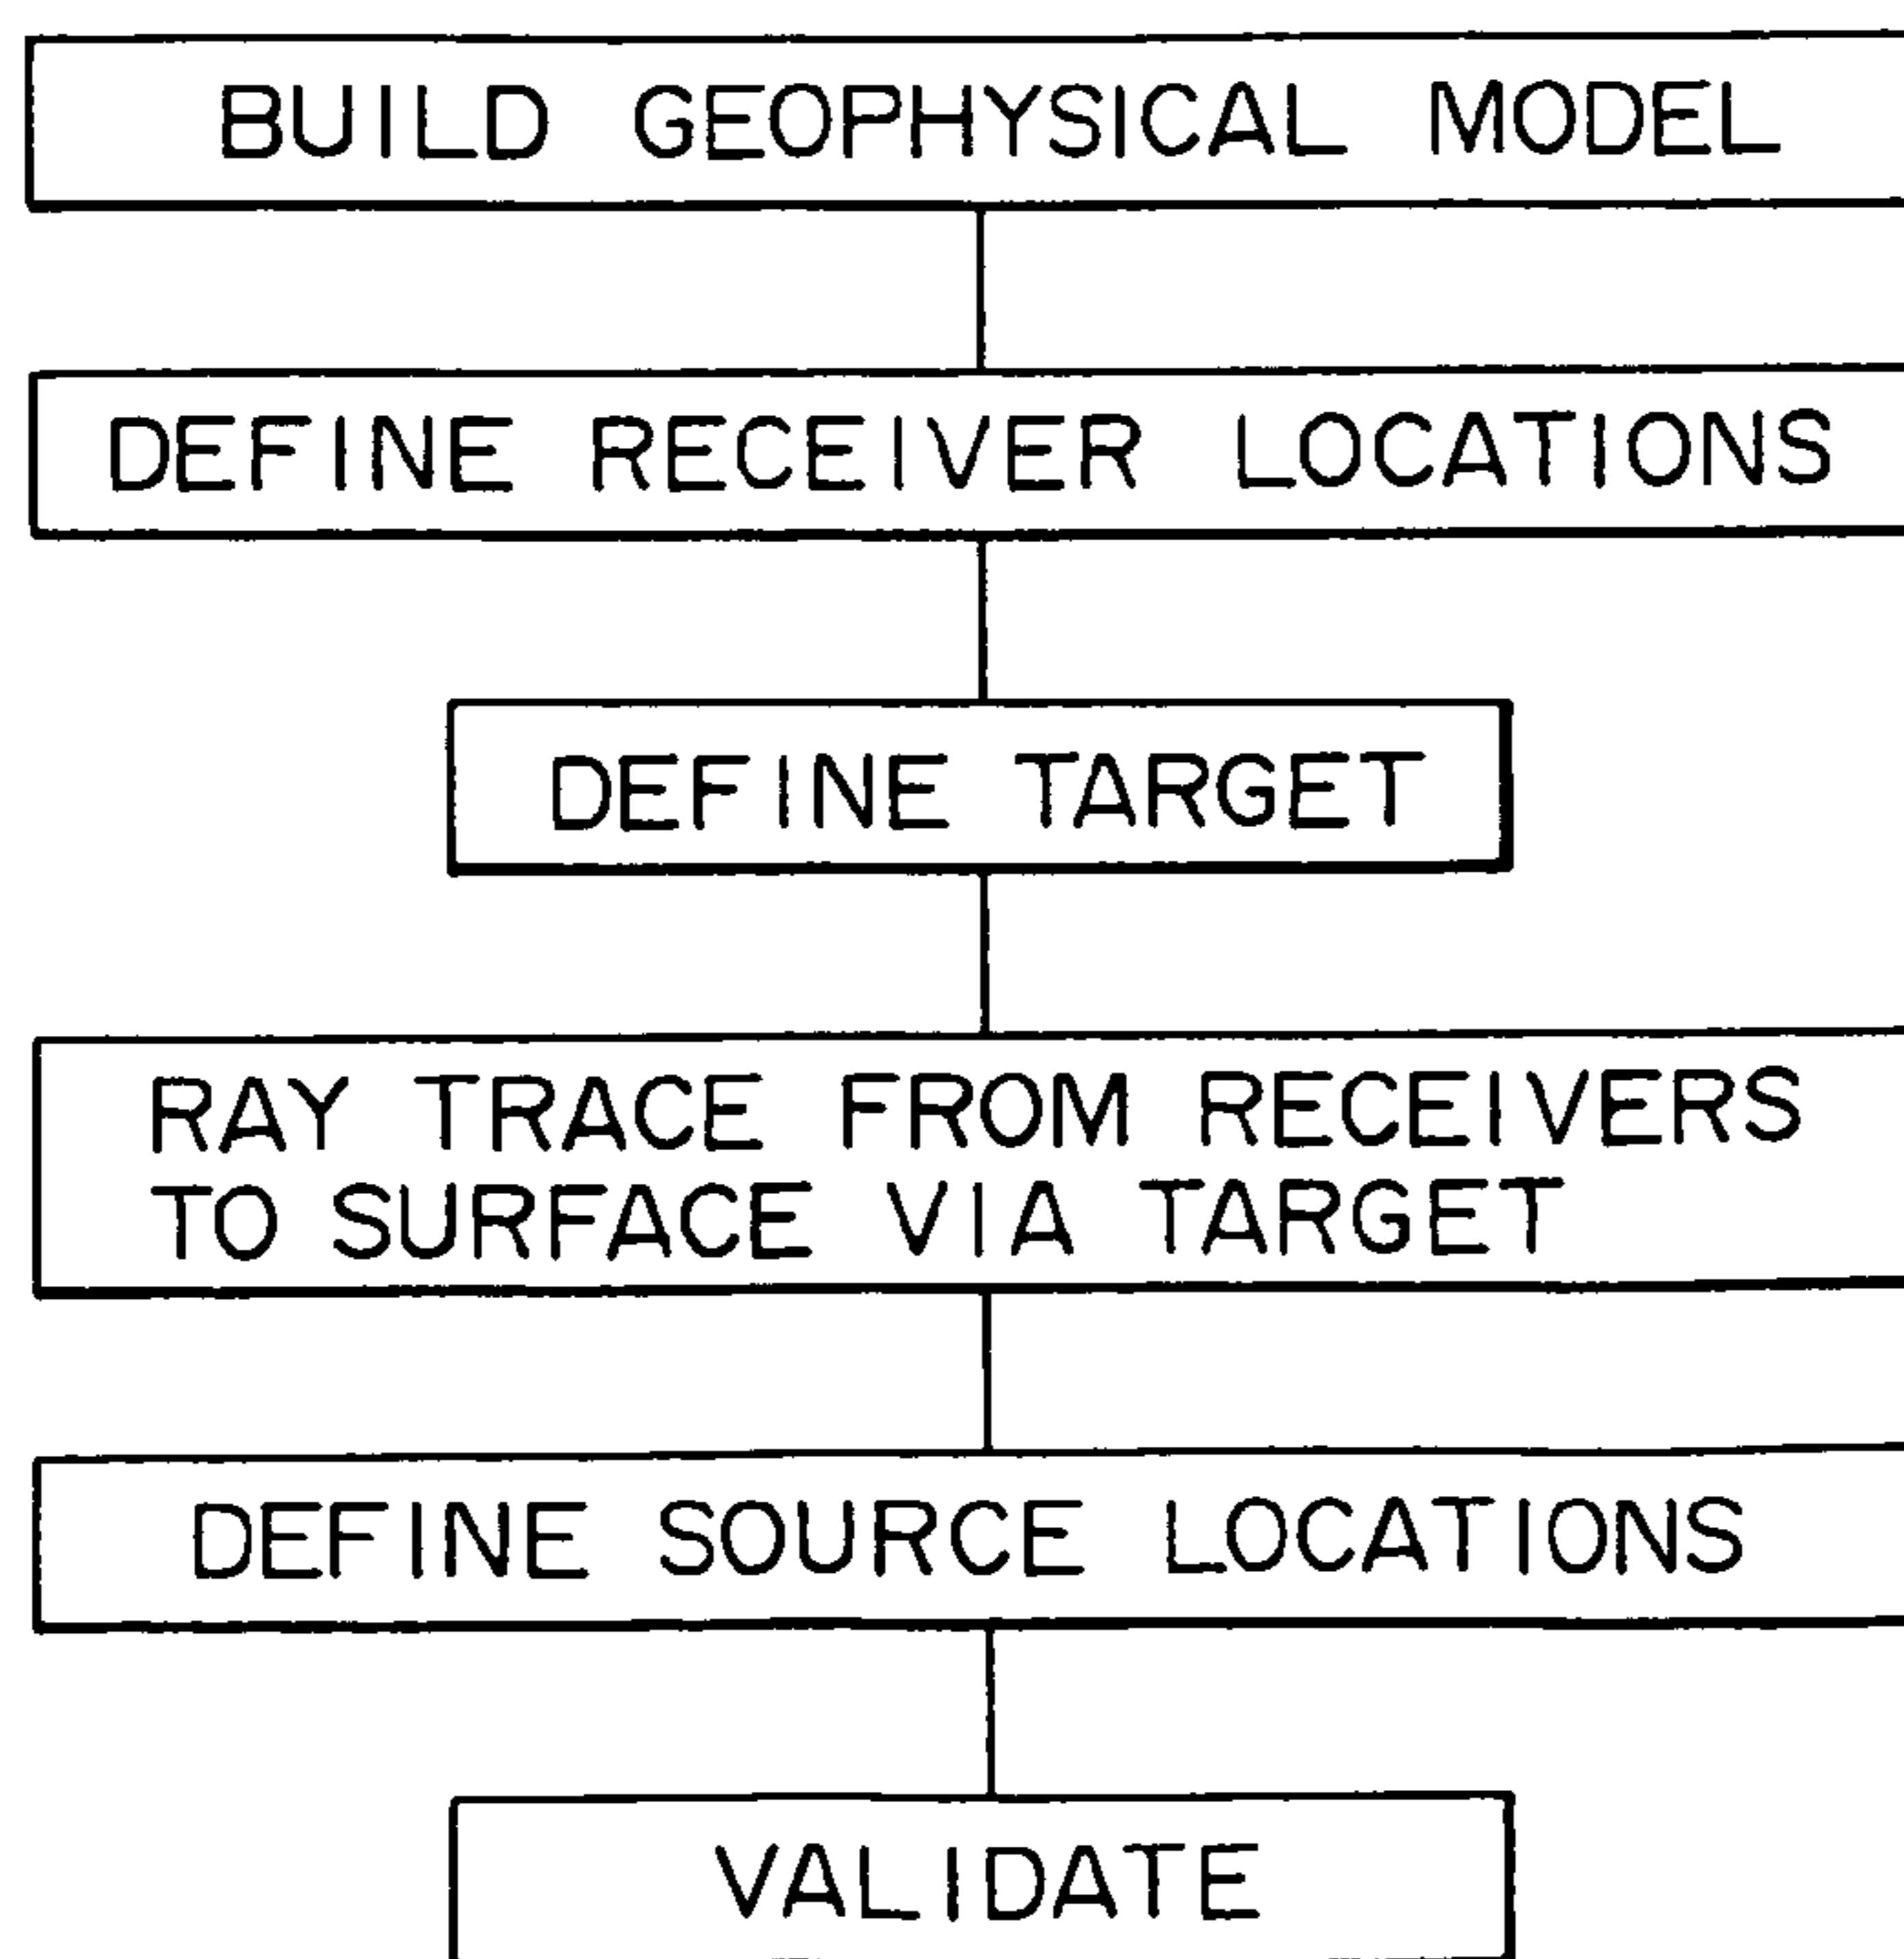 BUILD GEOPHYSICAL MODEL
DEFINE RECEIVER LOCATIONS
DEFINE TARGET
RAY TRACE FROM RECEIVERS
TO SURFACE VIA TARGET
DEFINE SOURCE LOCATIONS
VALIDATE